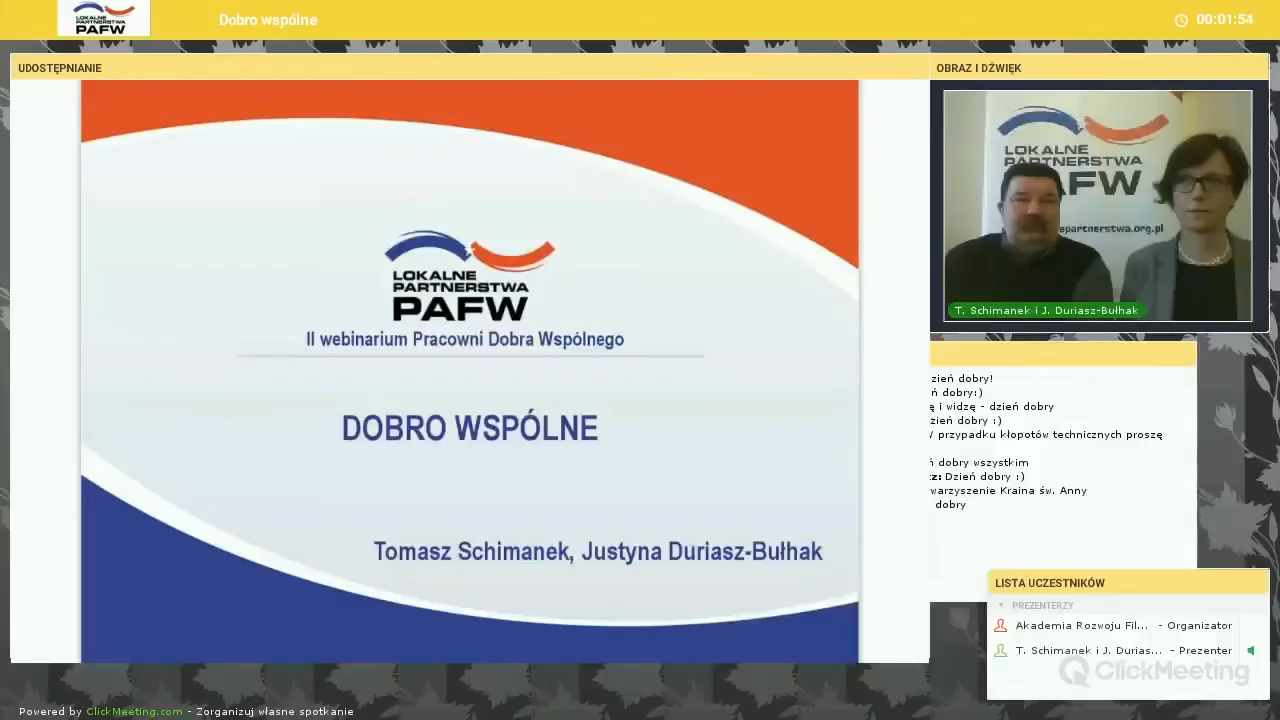 LOKALNE
PARTNERSTWA
PAFW
Dobro wspólne
00:01:54
UDOSTĘPNIANIE
LOKALNE
PARTNERSTWA
PAFW
II webinarium Pracowni Dobra Wspólnego
DOBRO WSPÓLNE
Tomasz Schimanek, Justyna Duriasz-Bułhak
OBRAZ I DŹWIĘK
LOKALNE
PARTNERSTWA
AFW
epartnerstwa.org.pl
T. Schimanek i J. Duriasz-Bułhak
zień dobry!
ń dobry:)
ę i widzę - dzień dobry
zień dobry :)
przypadku kłopotów technicznych proszę
ń dobry wszystkim
z: Dzień dobry :)
warzyszenie Kraina św. Anny
dobry
LISTA UCZESTNIKÓW
PREZENTERZY
Akademia Rozwoju Fil... - Organizator
T. Schimanek i J. Durias... - Prezenter
ClickMeeting
Powered by ClickMeeting.com - Zorganizuj własne spotkanie